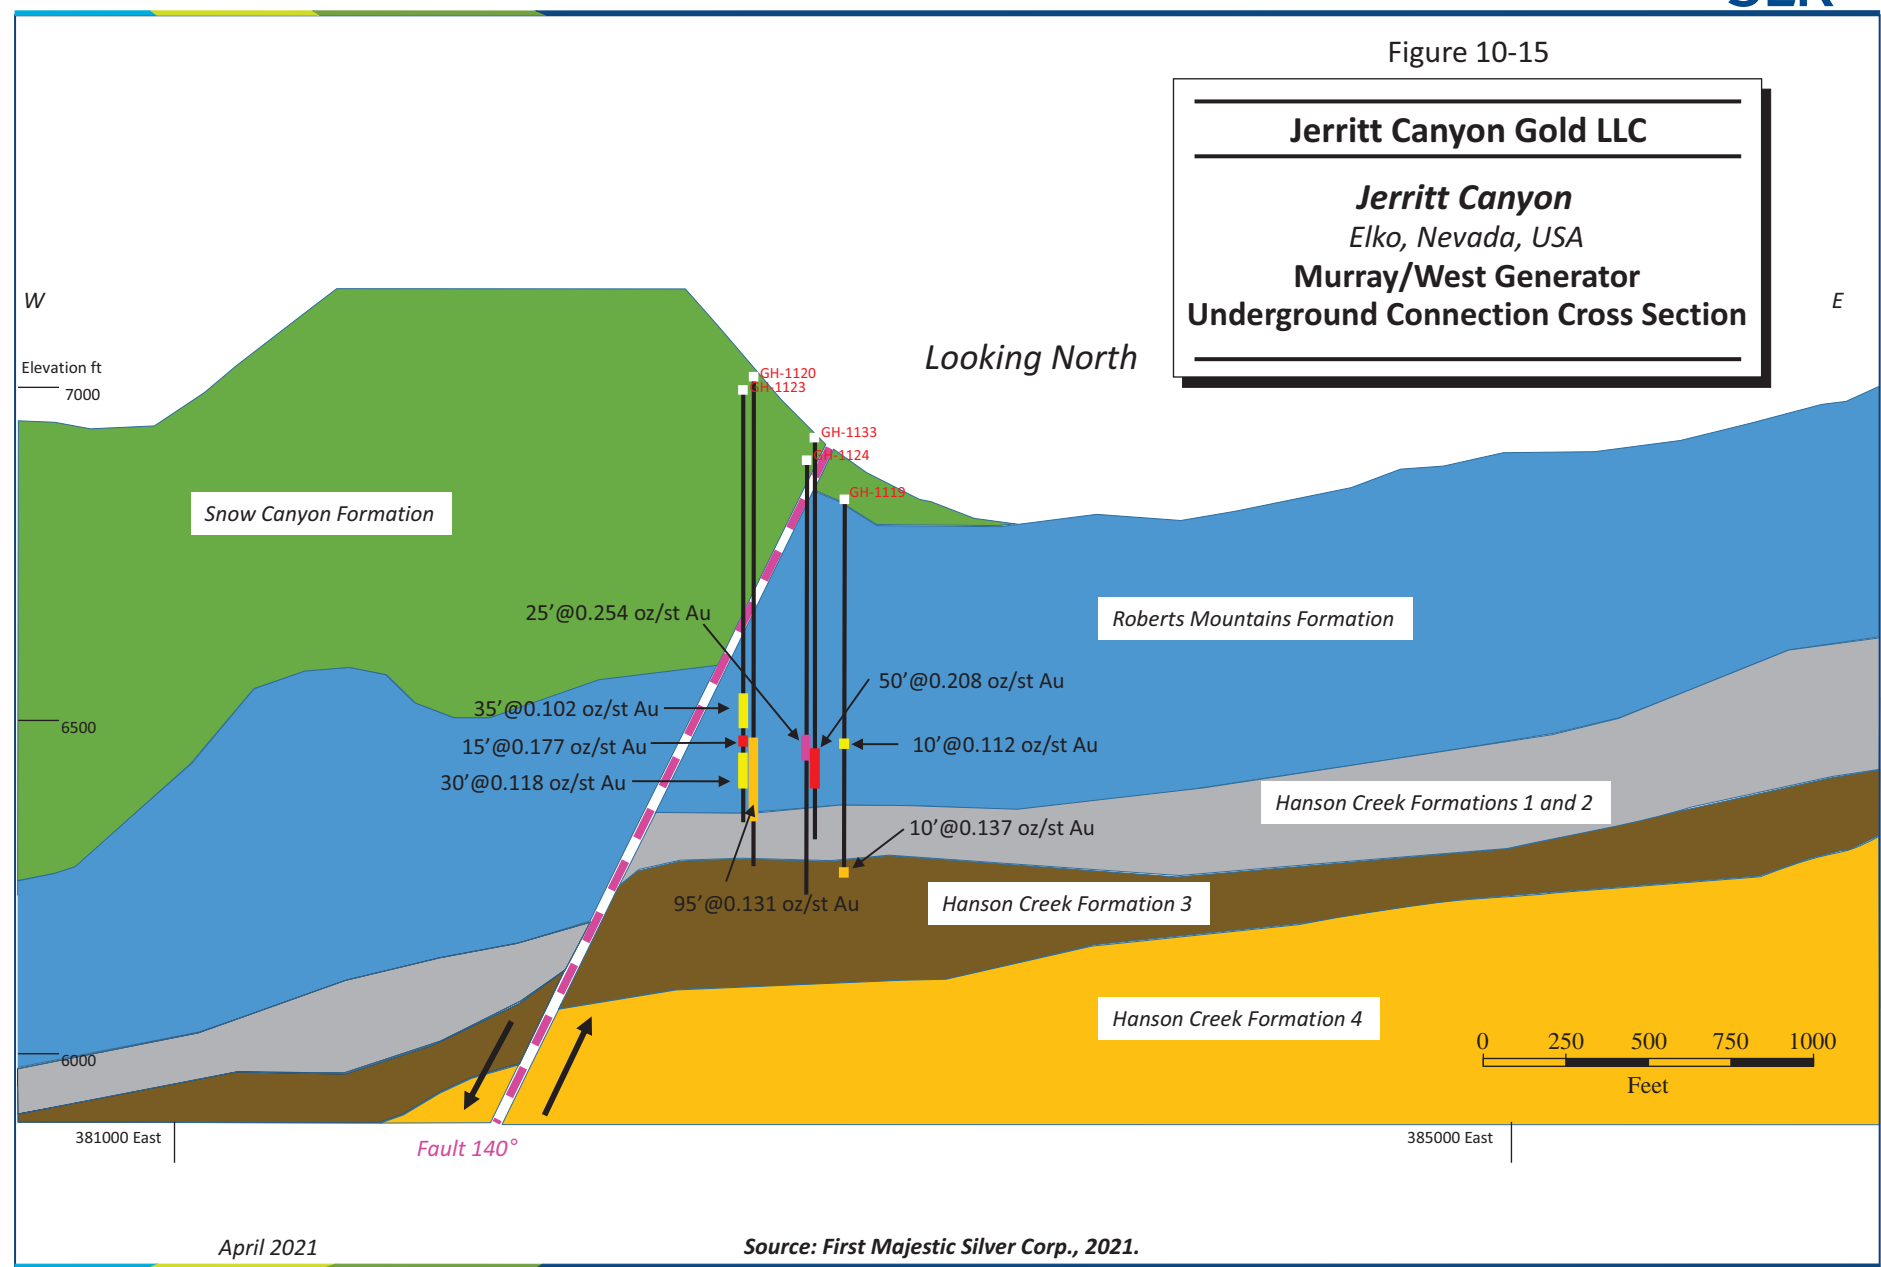 Figure 10-15
Jerritt Canyon Gold LLC
Jerritt Canyon
Elko, Nevada, USA
Murray/West Generator
Underground Connection Cross Section
W
E
Looking North
Elevation ft
7000
GH-1120
GH-1123
GH-1133
GH-1124
GH-1119
Snow Canyon Formation
25’@0.254 oz/st Au
Roberts Mountains Formation
50’@0.208 oz/st Au
35’@0.102 oz/st Au
6500
15’@0.177 oz/st Au
10’@0.112 oz/st Au
30’@0.118 oz/st Au
Hanson Creek Formations 1 and 2
10’@0.137 oz/st Au
95’@0.131 oz/st Au
Hanson Creek Formation 3
Hanson Creek Formation 4
0 250 500 750 1000
Feet
6000
381000 East
385000 East
Fault 140°
April 2021
Source: First Majestic Silver Corp., 2021.